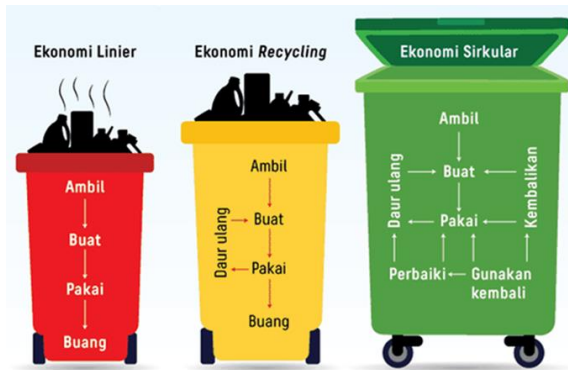 Ekonomi Linier
Ambil
Buat
Pakai
Buang
Ekonomi Recycling
Ambil
Buat
Daur ulang
Pakai
Buang
Ekonomi Sirkular
Ambil
Daur ulang
Buat
Kembalikan
Pakai
Perbaiki
Gunakan
kembali